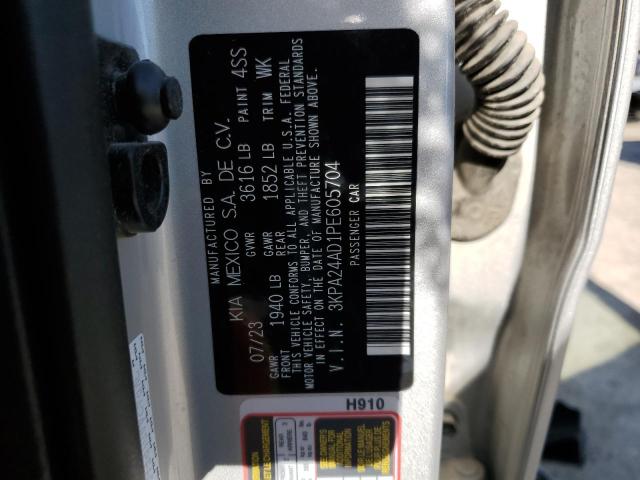 MANUFACTURED BY
KIA MEXICO S.A. DE C.V.
07/23 GVWR 3616 LB PAINT 4SS
GAWR FRONT 1940 LB GAWR REAR 1852 LB TRIM WK
THIS VEHICLE CONFORMS TO ALL APPLICABLE U.S.A. FEDERAL
MOTOR VEHICLE SAFETY, BUMPER, AND THEFT PREVENTION STANDARDS
IN EFFECT ON THE DATE OF MANUFACTURE SHOWN ABOVE.
V.I.N. 3KPA24AD1PE605704
PASSENGER CAR
H910